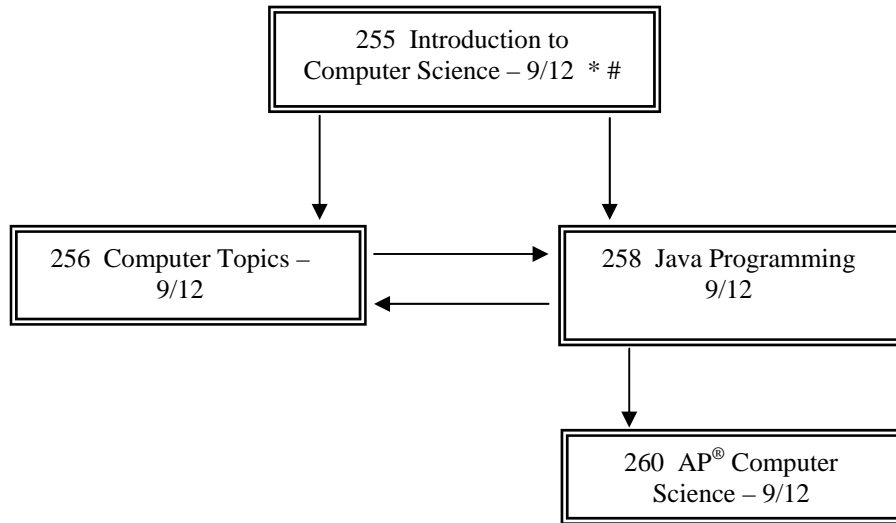 255 Introduction to
Computer Science – 9/12 * #
256 Computer Topics –
9/12
258 Java Programming
9/12
260 AP® Computer
Science – 9/12